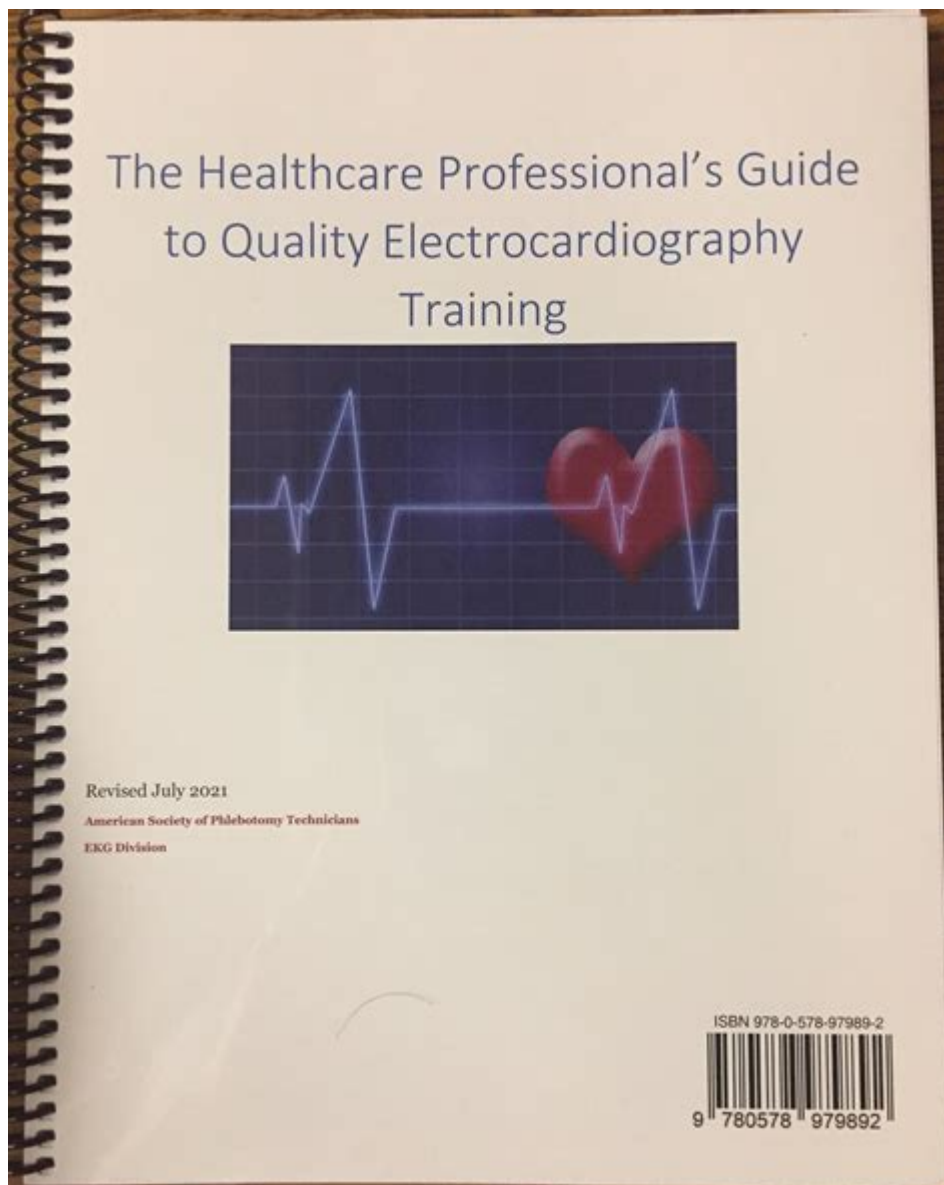 The Healthcare Professional's Guide
to Quality Electrocardiography
Training
Revised July 2021
American Society of Phlebotomy Technicians
EKG Division
ISBN 978-0-578-97989-2
9 780578 979892